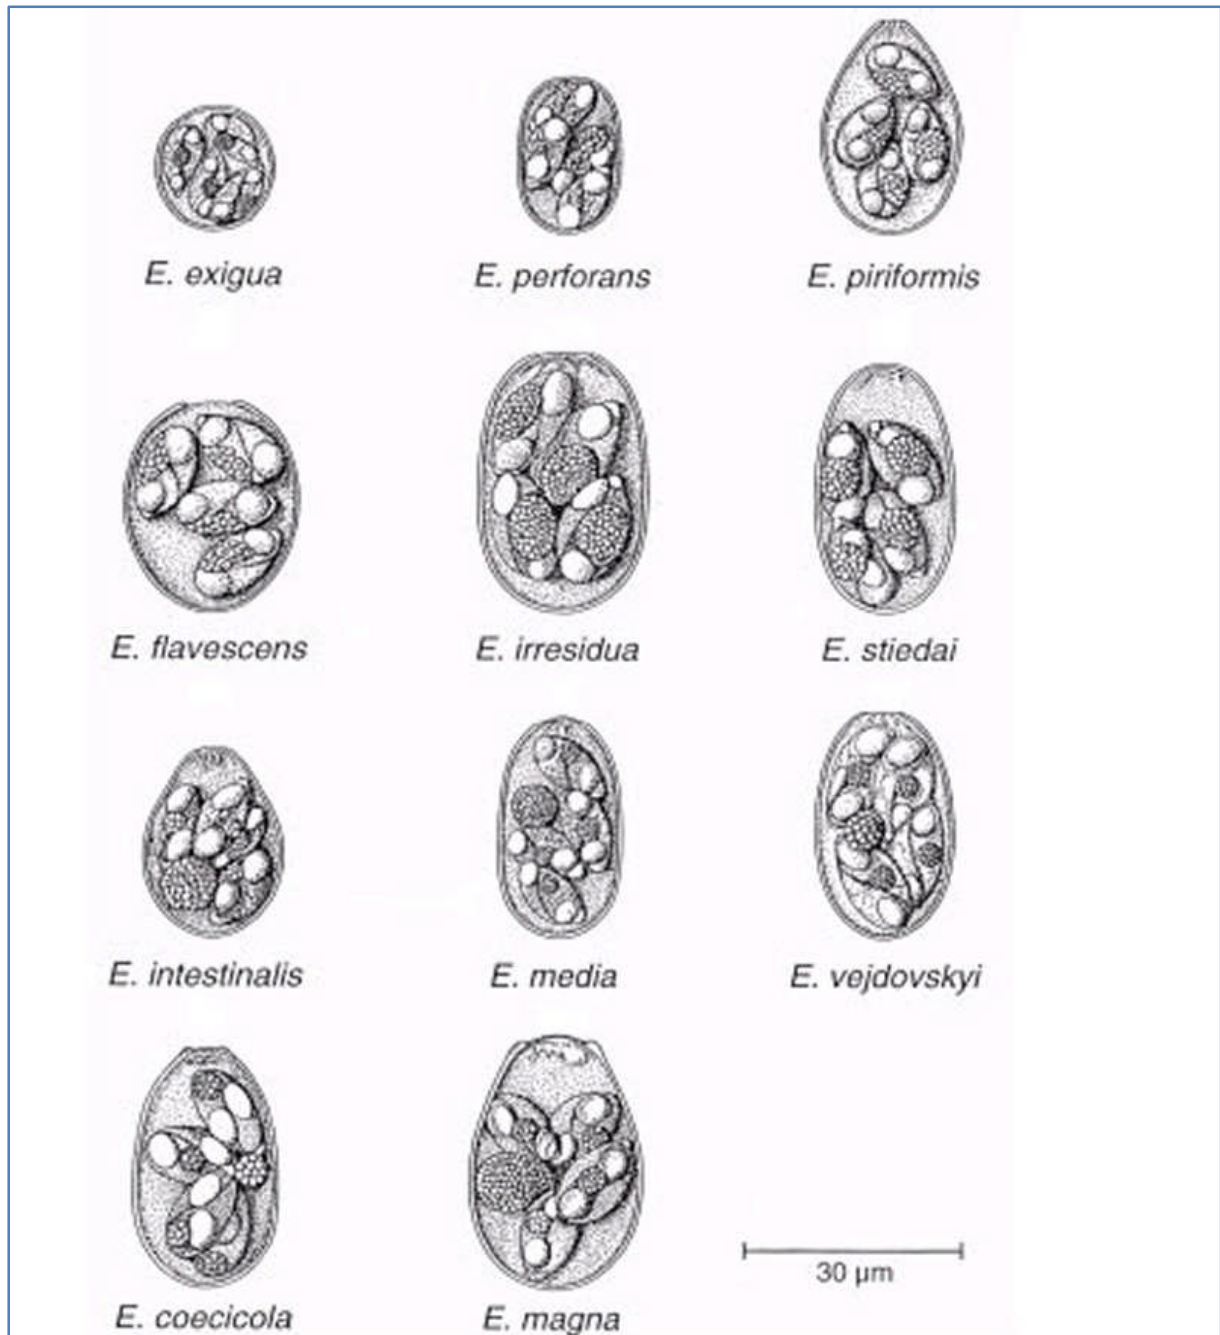 E. exigua
E. perforans
E. piriformis
E. flavescens
E. irresidua
E. stiedai
E. intestinalis
E. media
E. vejdovskyi
E. coecicola
E. magna
30 µm